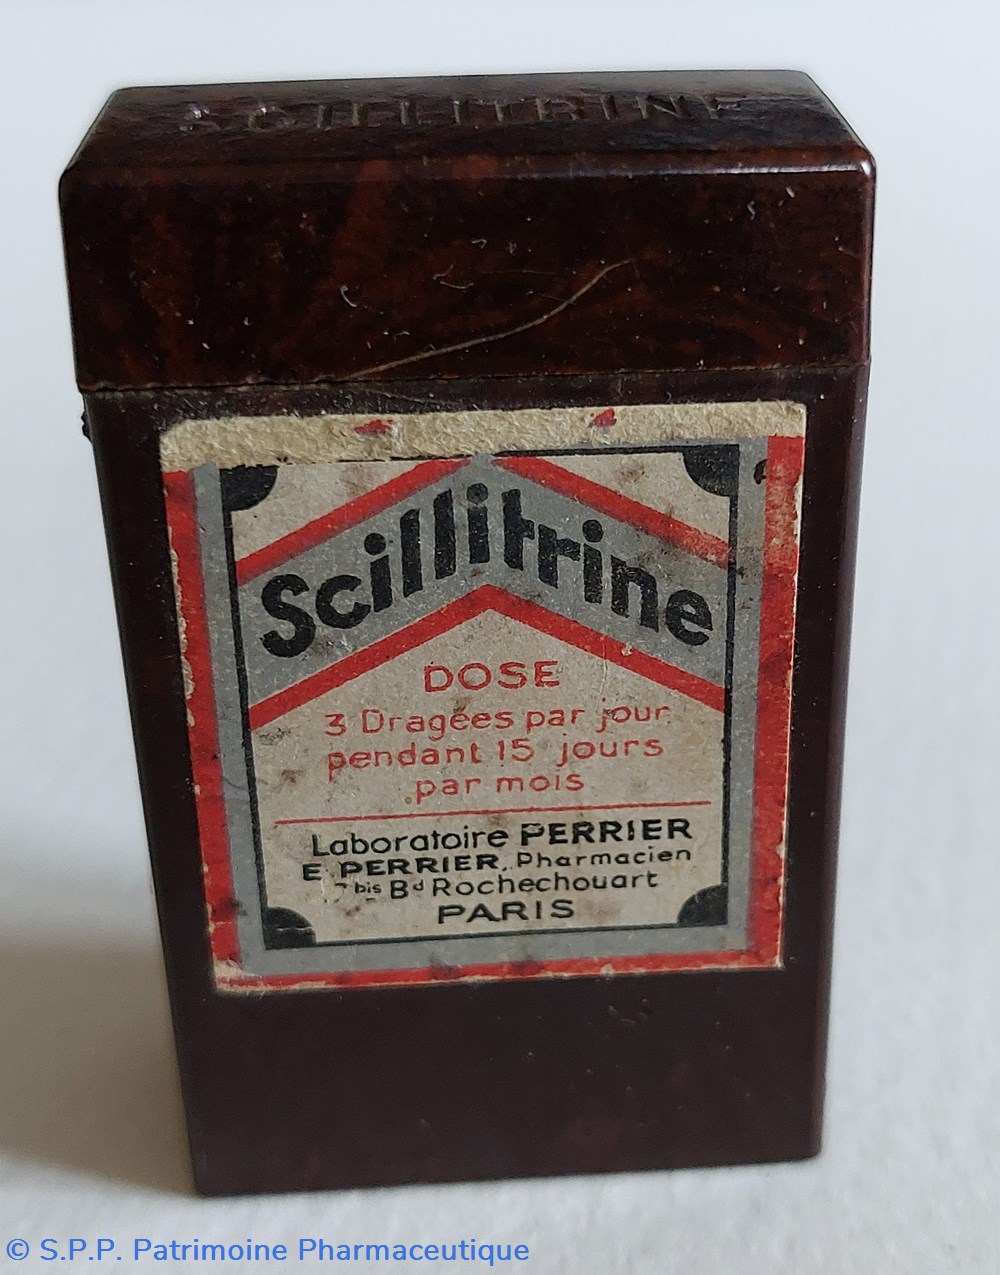 SCILLITRINE
Scillitrine
DOSE
3 Dragées par jour
pendant 15 jours
par mois
Laboratoire PERRIER
E PERRIER, Pharmacien
bis Bd Rochechouart
PARIS
© S.P.P. Patrimoine Pharmaceutique